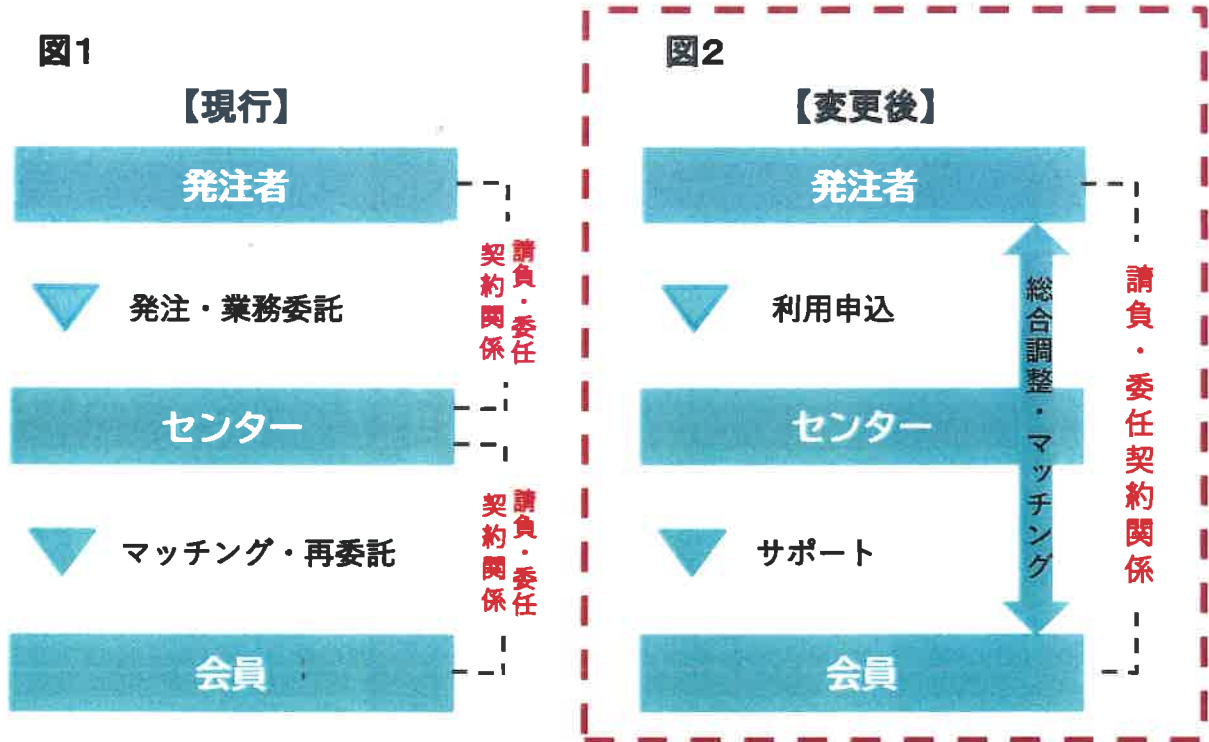 図1
【現行】
発注者
発注・業務委託
請負・委任
契約関係
センター
マッチング・再委託
請負・委任
契約関係
会員
図2
【変更後】
発注者
利用申込
総合調整・マッチング
請負・委任契約関係
センター
サポート
会員